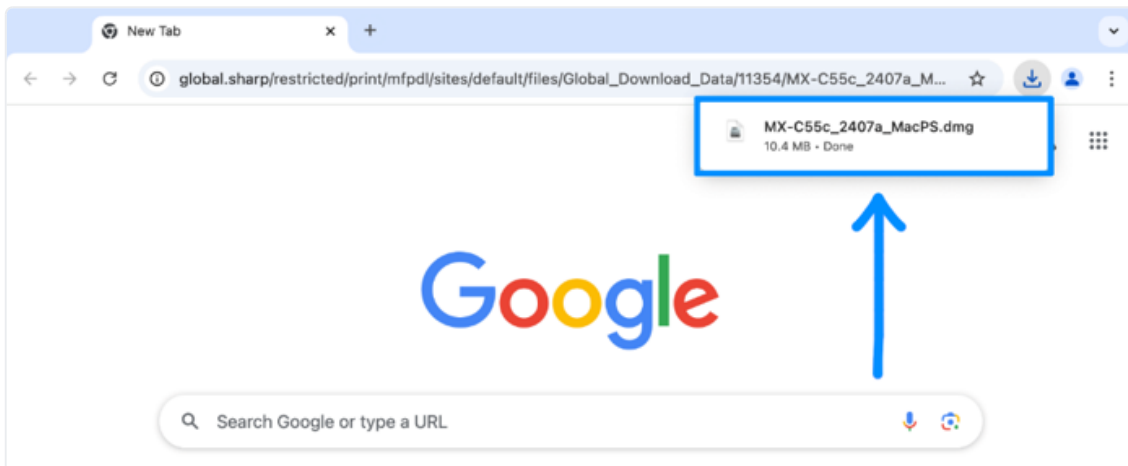 New Tab
global.sharp/restricted/print/mfpdl/sites/default/files/Global_Download_Data/11354/MX-C55c_2407a_M...
MX-C55c_2407a_MacPS.dmg
10.4 MB • Done
Google
Search Google or type a URL